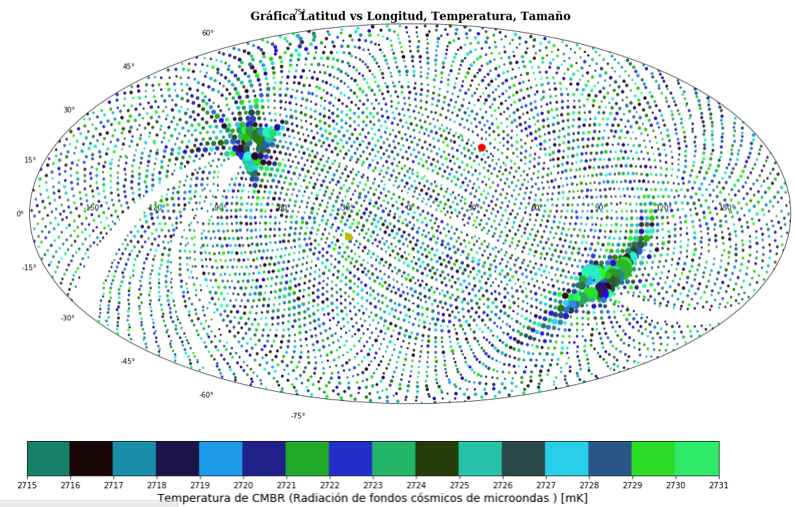 Gráfica Latitud vs Longitud, Temperatura, Tamaño
75°
60°
45°
30°
15°
0°
-150° -120° -90° -60° -30° 0° 30° 60° 90° 120° 150°
-15°
-30°
-45°
-60°
-75°
2715 2716 2717 2718 2719 2720 2721 2722 2723 2724 2725 2726 2727 2728 2729 2730 2731
Temperatura de CMBR (Radiación de fondos cósmicos de microondas ) [mK]